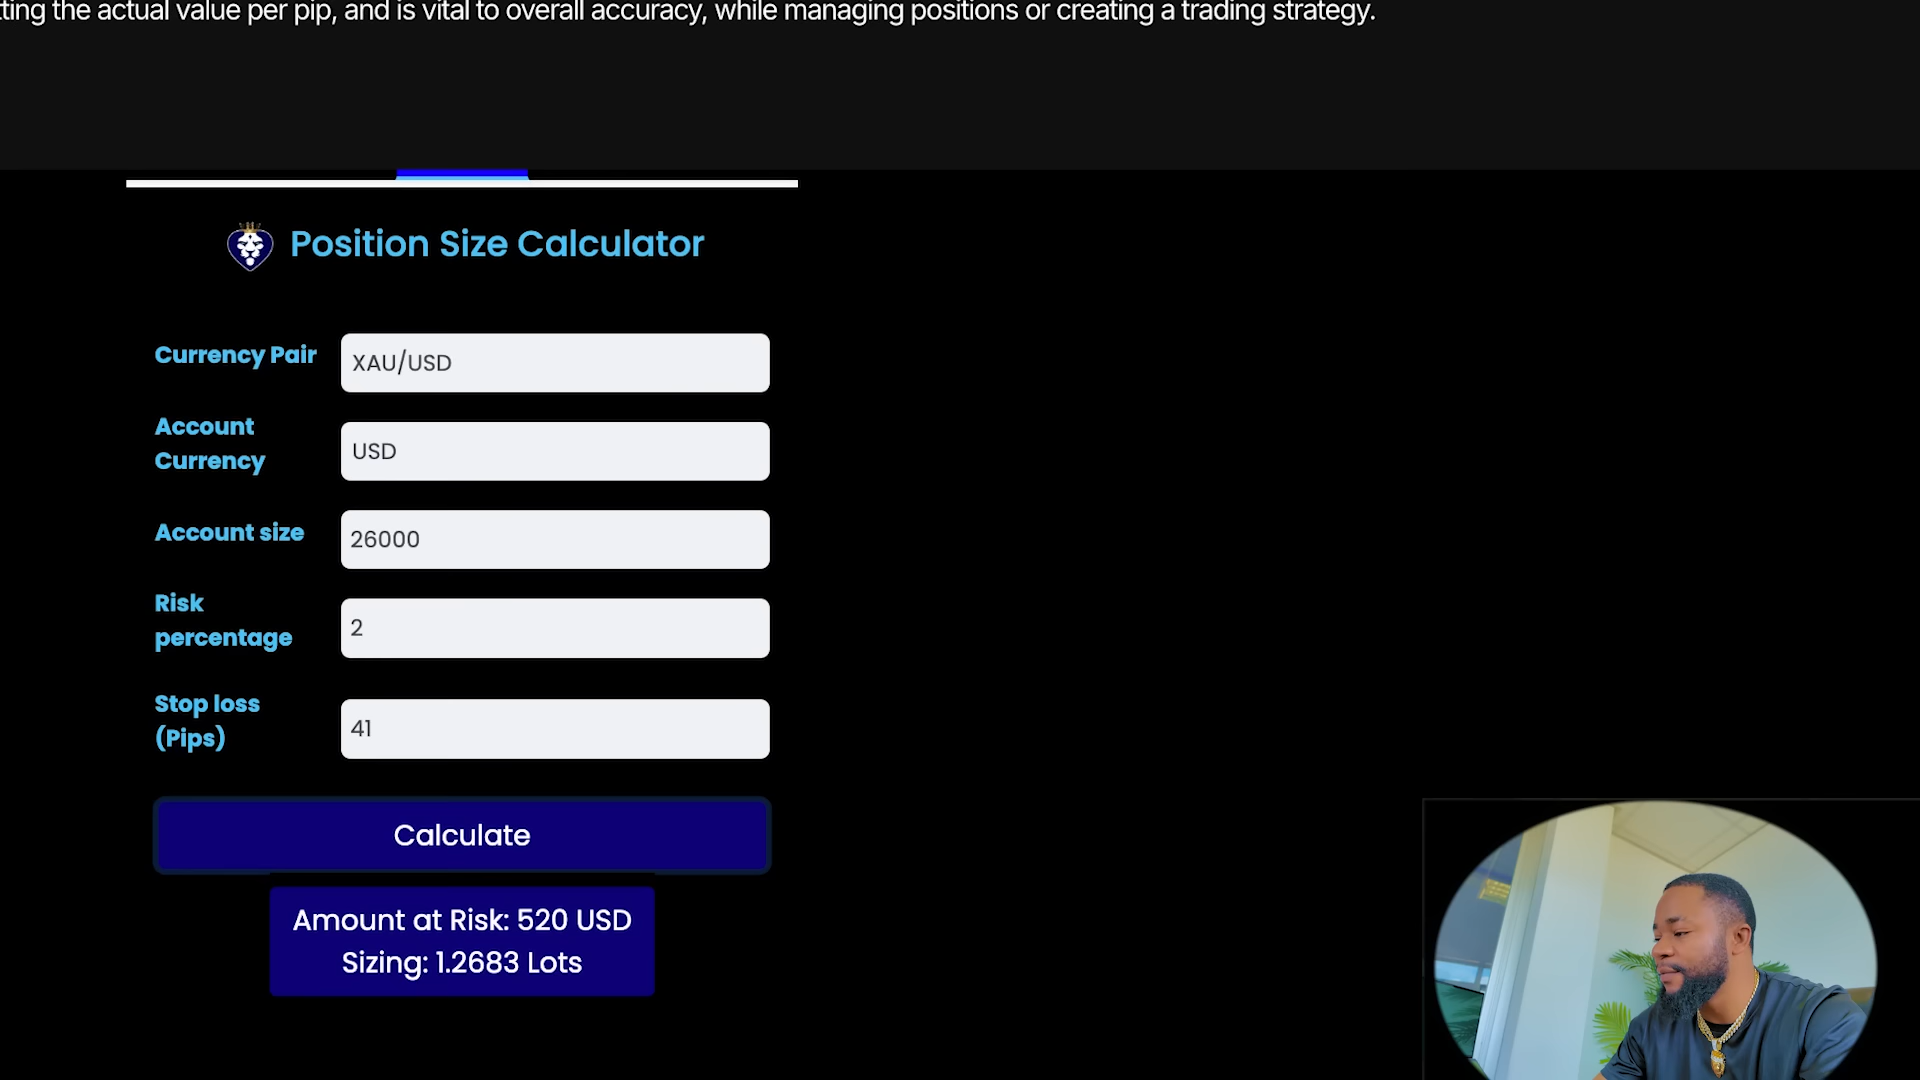 the actual value per pip, and is vital to overall accuracy, while managing positions or creating a trading strategy.
Position Size Calculator
Currency Pair
XAU/USD
Account
Currency
USD
Account size
26000
Risk
percentage
2
Stop loss
(Pips)
41
Calculate
Amount at Risk: 520 USD
Sizing: 1.2683 Lots